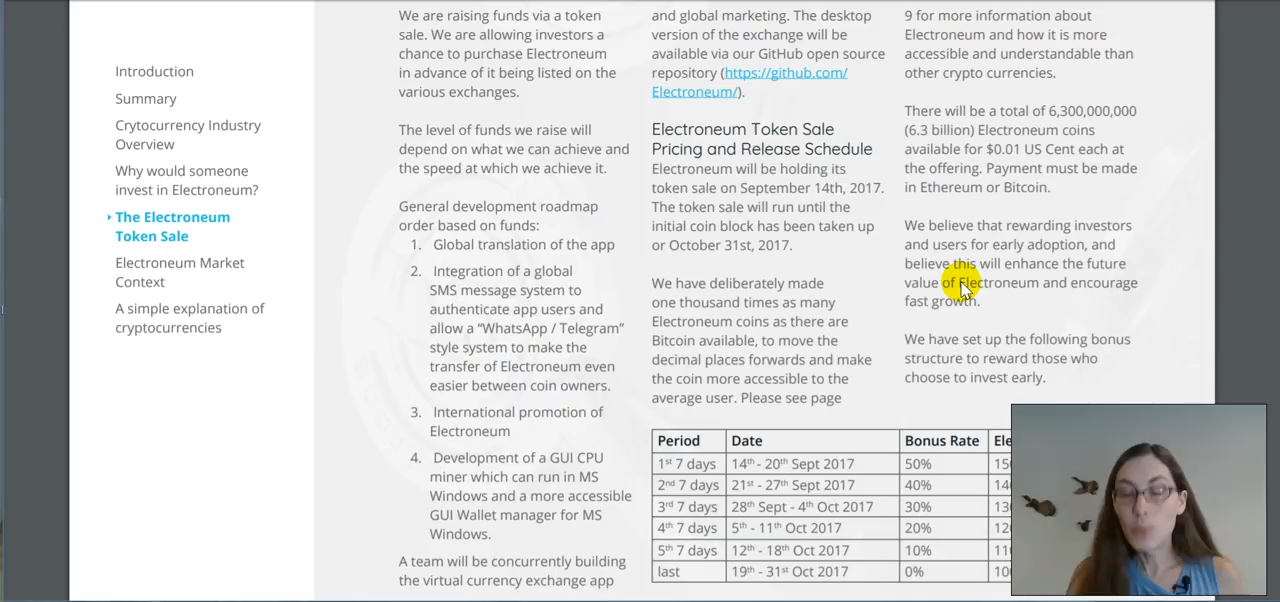 Introduction
Summary
Crytocurrency Industry
Overview
Why would someone
invest in Electroneum?
The Electroneum
Token Sale
Electroneum Market
Context
A simple explanation of
cryptocurrencies
We are raising funds via a token
sale. We are allowing investors a
chance to purchase Electroneum
in advance of it being listed on the
various exchanges.
The level of funds we raise will
depend on what we can achieve and
the speed at which we achieve it.
General development roadmap
order based on funds:
1. Global translation of the app
2. Integration of a global
SMS message system to
authenticate app users and
allow a “WhatsApp / Telegram”
style system to make the
transfer of Electroneum even
easier between coin owners.
3. International promotion of
Electroneum
4. Development of a GUI CPU
miner which can run in MS
Windows and a more accessible
GUI Wallet manager for MS
Windows.
A team will be concurrently building
the virtual currency exchange app
and global marketing. The desktop
version of the exchange will be
available via our GitHub open source
repository (https://github.com/
Electroneum/).
Electroneum Token Sale
Pricing and Release Schedule
Electroneum will be holding its
token sale on September 14th, 2017.
The token sale will run until the
initial coin block has been taken up
or October 31st, 2017.
We have deliberately made
one thousand times as many
Electroneum coins as there are
Bitcoin available, to move the
decimal places forwards and make
the coin more accessible to the
average user. Please see page
9 for more information about
Electroneum and how it is more
accessible and understandable than
other crypto currencies.
There will be a total of 6,300,000,000
(6.3 billion) Electroneum coins
available for $0.01 US Cent each at
the offering. Payment must be made
in Ethereum or Bitcoin.
We believe that rewarding investors
and users for early adoption, and
believe this will enhance the future
value of Electroneum and encourage
fast growth.
We have set up the following bonus
structure to reward those who
choose to invest early.
Period Date Bonus Rate
1st 7 days 14th - 20th Sept 2017 50%
2nd 7 days 21st - 27th Sept 2017 40%
3rd 7 days 28th Sept - 4th Oct 2017 30%
4th 7 days 5th - 11th Oct 2017 20%
5th 7 days 12th - 18th Oct 2017 10%
last 19th - 31st Oct 2017 0%